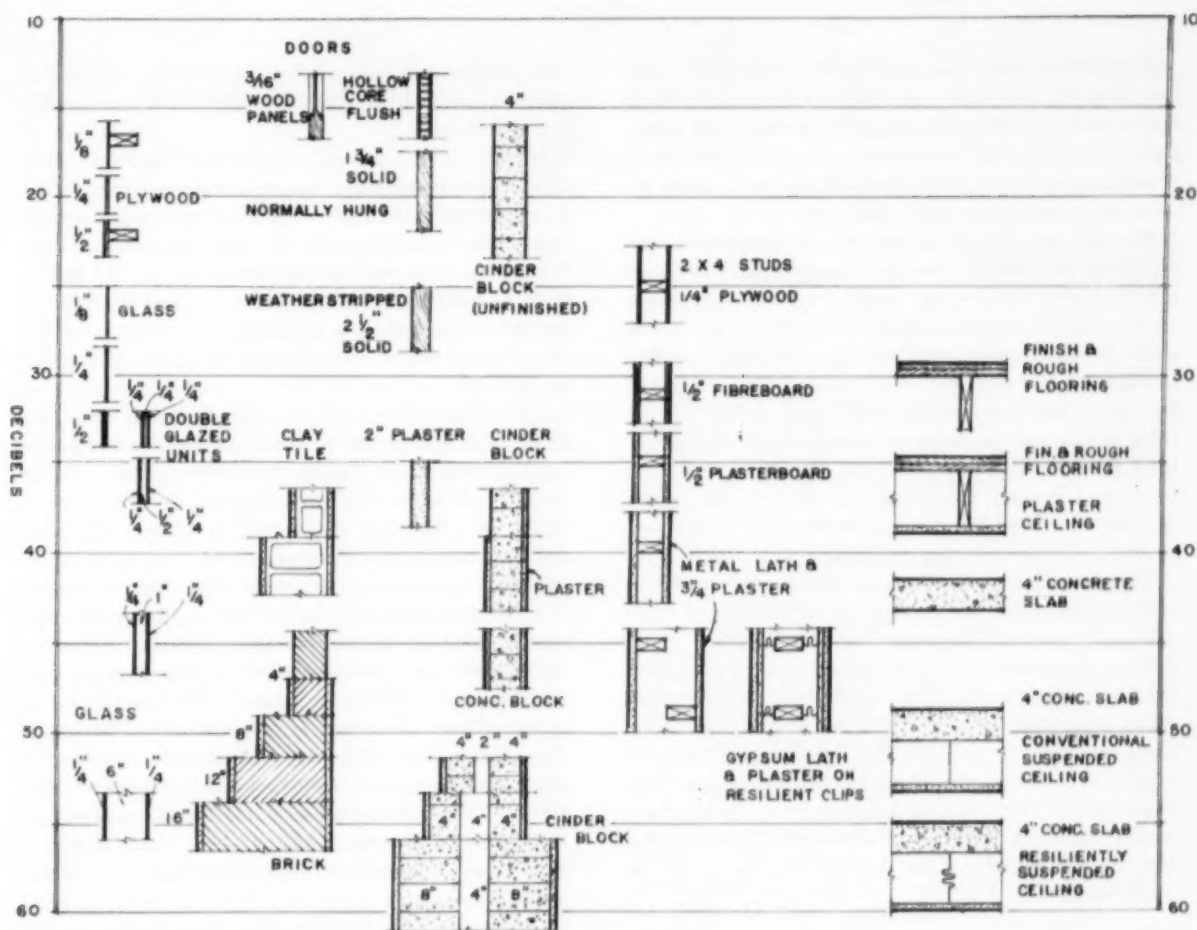 10
10
DOORS
3/16"
WOOD
PANELS
HOLLOW
CORE
FLUSH
4"
1/8"
1 3/4"
SOLID
1/4"
PLYWOOD
20
20
NORMALLY HUNG
1/2"
CINDER
BLOCK
(UNFINISHED)
2 X 4 STUDS
1/4" PLYWOOD
1/8"
GLASS
WEATHERSTRIPPED
2 1/2"
SOLID
1/4"
30
30
FINISH &
ROUGH
FLOORING
1/2" FIBREBOARD
1/4" 1/4" 1/4"
1/2"
DOUBLE
GLAZED
UNITS
CLAY
TILE
2" PLASTER
CINDER
BLOCK
DECIBELS
1/2" PLASTERBOARD
FIN. & ROUGH
FLOORING
PLASTER
CEILING
1/4" 1/2" 1/4"
40
40
PLASTER
METAL LATH &
3/4" PLASTER
4" CONCRETE
SLAB
1/4" 1" 1/4"
4"
CONC. BLOCK
GLASS
8"
4" CONC. SLAB
50
50
4" 2" 4"
GYPSUM LATH
& PLASTER ON
RESILIENT CLIPS
CONVENTIONAL
SUSPENDED
CEILING
1/4" 6" 1/4"
12"
16"
4" 4" 4"
CINDER
BLOCK
4" CONC. SLAB
BRICK
RESILIENTLY
SUSPENDED
CEILING
8" 4" 8"
60
60